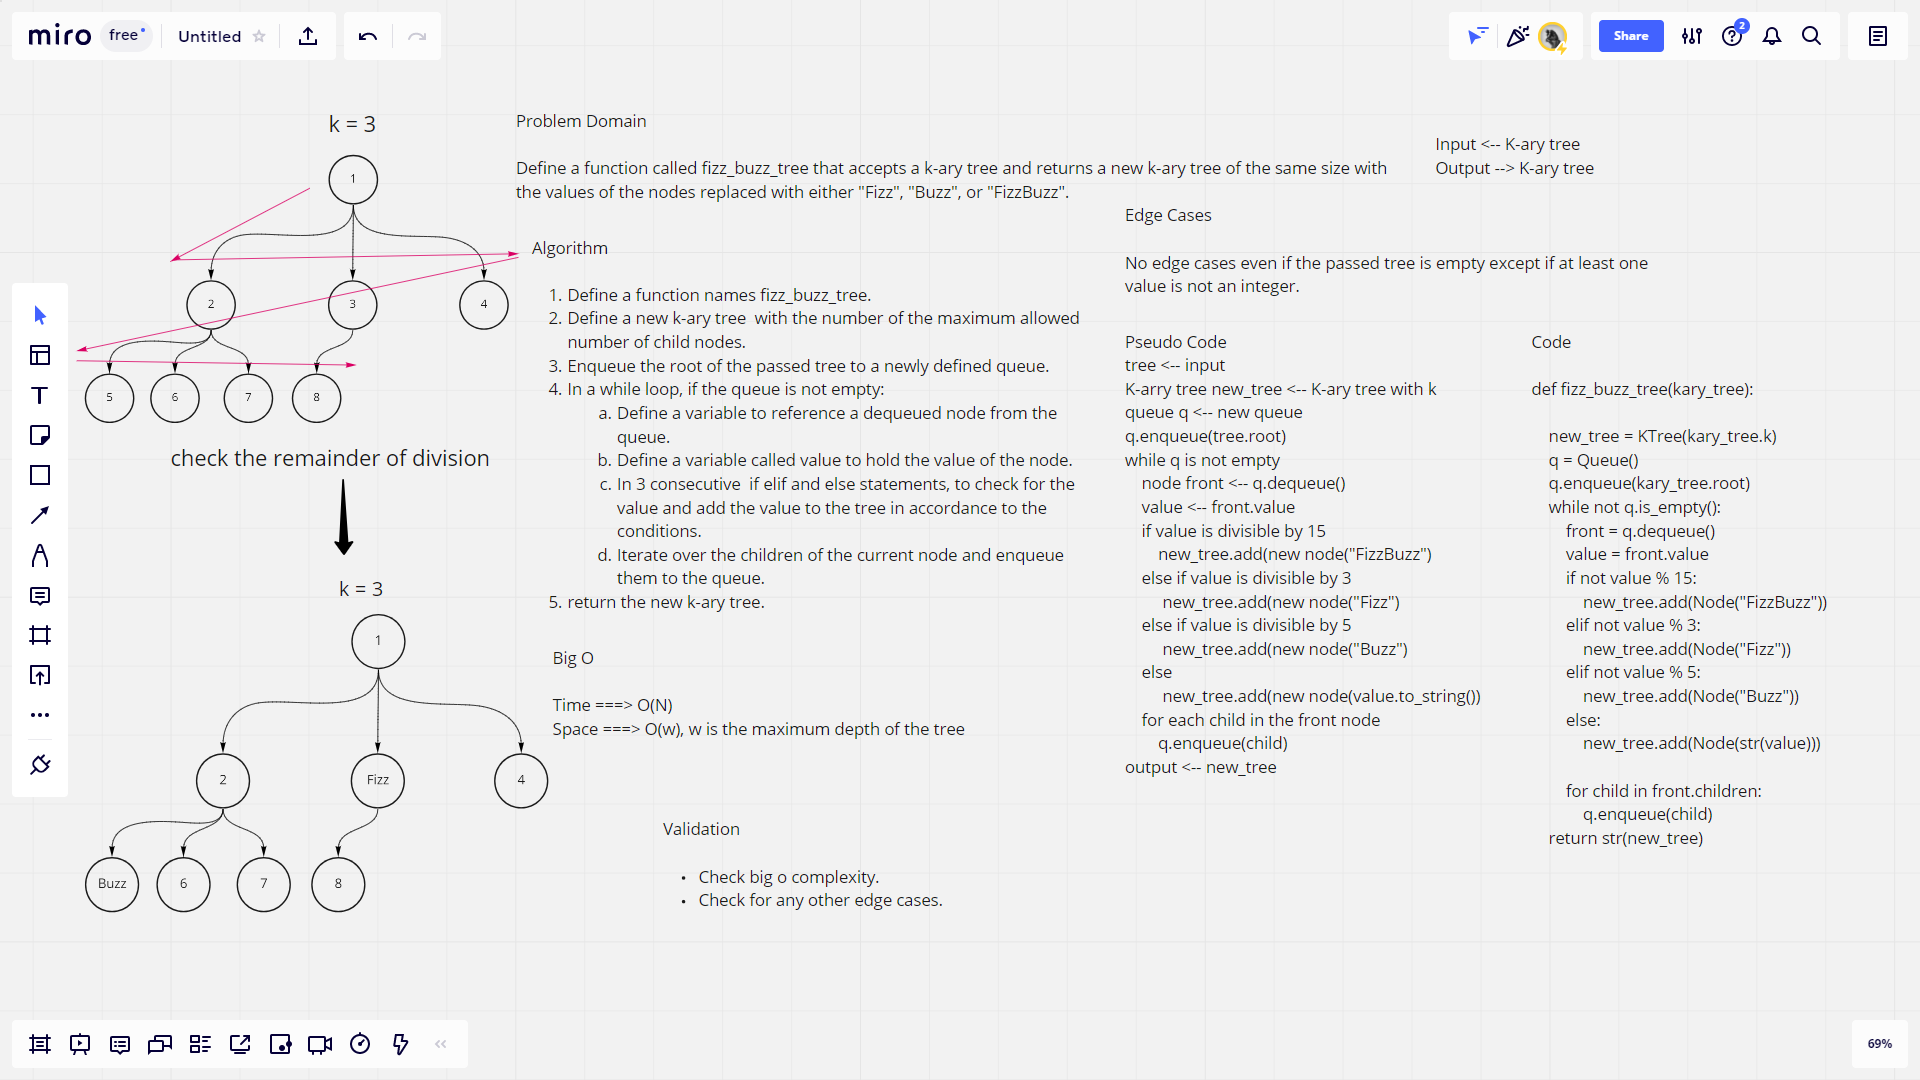 miro free Untitled
Share
2
k = 3
1
2 3 4
5 6 7 8
check the remainder of division
k = 3
1
2 Fizz 4
Buzz 6 7 8
Problem Domain
Define a function called fizz_buzz_tree that accepts a k-ary tree and returns a new k-ary tree of the same size with
the values of the nodes replaced with either "Fizz", "Buzz", or "FizzBuzz".
Input <-- K-ary tree
Output --> K-ary tree
Algorithm
1. Define a function names fizz_buzz_tree.
2. Define a new k-ary tree  with the number of the maximum allowed
number of child nodes.
3. Enqueue the root of the passed tree to a newly defined queue.
4. In a while loop, if the queue is not empty:
a. Define a variable to reference a dequeued node from the
queue.
b. Define a variable called value to hold the value of the node.
c. In 3 consecutive  if elif and else statements, to check for the
value and add the value to the tree in accordance to the
conditions.
d. Iterate over the children of the current node and enqueue
them to the queue.
5. return the new k-ary tree.
Big O
Time ===> O(N)
Space ===> O(w), w is the maximum depth of the tree
Validation
• Check big o complexity.
• Check for any other edge cases.
Edge Cases
No edge cases even if the passed tree is empty except if at least one
value is not an integer.
Pseudo Code
tree <-- input
K-arry tree new_tree <-- K-ary tree with k
queue q <-- new queue
q.enqueue(tree.root)
while q is not empty
node front <-- q.dequeue()
value <-- front.value
if value is divisible by 15
new_tree.add(new node("FizzBuzz")
else if value is divisible by 3
new_tree.add(new node("Fizz")
else if value is divisible by 5
new_tree.add(new node("Buzz")
else
new_tree.add(new node(value.to_string())
for each child in the front node
q.enqueue(child)
output <-- new_tree
Code
def fizz_buzz_tree(kary_tree):
new_tree = KTree(kary_tree.k)
q = Queue()
q.enqueue(kary_tree.root)
while not q.is_empty():
front = q.dequeue()
value = front.value
if not value % 15:
new_tree.add(Node("FizzBuzz"))
elif not value % 3:
new_tree.add(Node("Fizz"))
elif not value % 5:
new_tree.add(Node("Buzz"))
else:
new_tree.add(Node(str(value)))
for child in front.children:
q.enqueue(child)
return str(new_tree)
69%